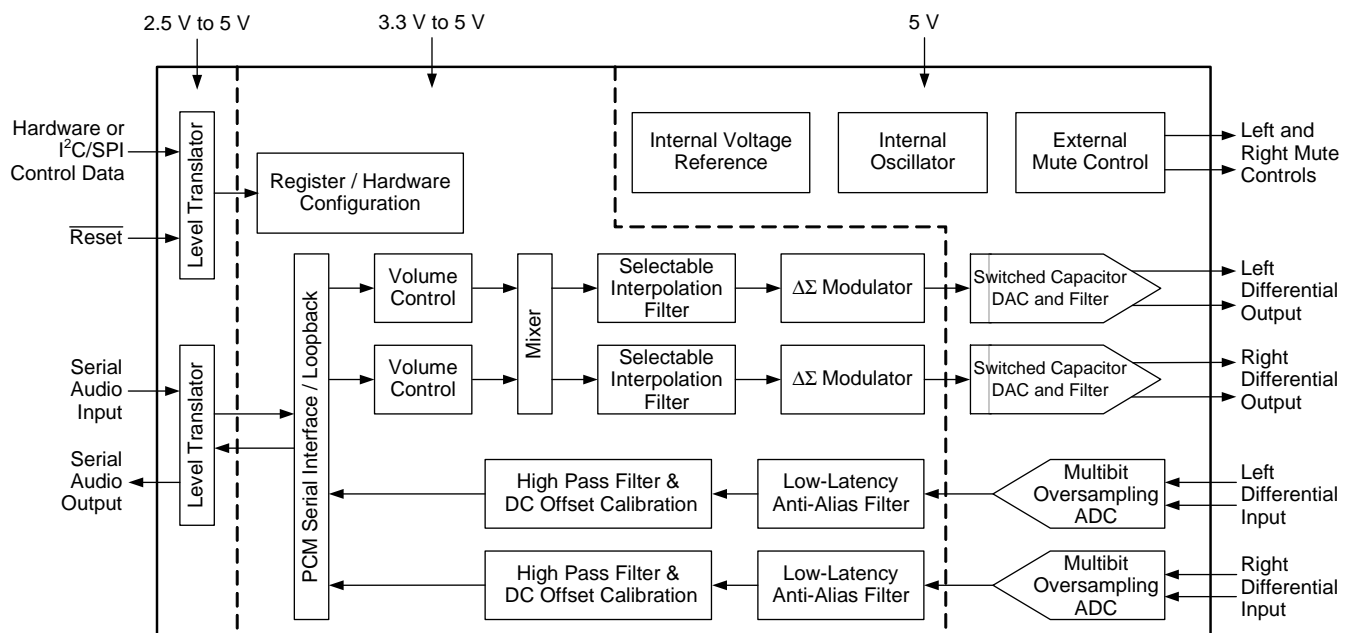 2.5 V to 5 V
3.3 V to 5 V
5 V
Hardware or
I²C/SPI
Control Data
Reset
Level Translator
Register / Hardware
Configuration
Internal Voltage
Reference
Internal
Oscillator
External
Mute Control
Left and
Right Mute
Controls
Serial
Audio
Input
Serial
Audio
Output
Level Translator
PCM Serial Interface / Loopback
Volume
Control
Volume
Control
Mixer
Selectable
Interpolation
Filter
Selectable
Interpolation
Filter
ΔΣ Modulator
ΔΣ Modulator
Switched Capacitor
DAC and Filter
Switched Capacitor
DAC and Filter
Left
Differential
Output
Right
Differential
Output
High Pass Filter &
DC Offset Calibration
Low-Latency
Anti-Alias Filter
Multibit
Oversampling
ADC
Left
Differential
Input
High Pass Filter &
DC Offset Calibration
Low-Latency
Anti-Alias Filter
Multibit
Oversampling
ADC
Right
Differential
Input